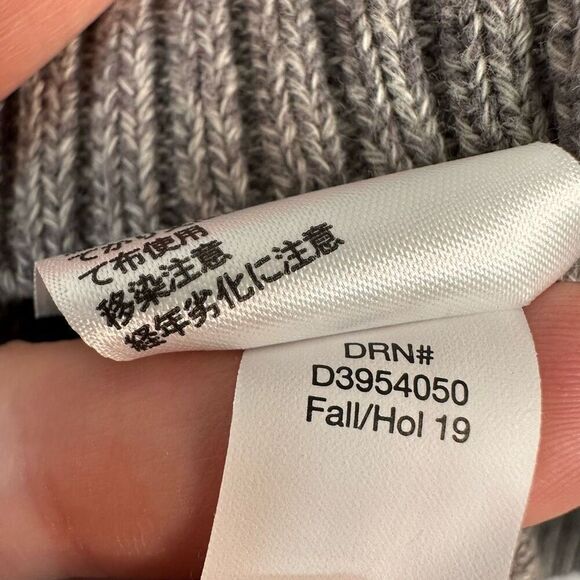 て布使用
移染注意
経年劣化に注意
DRN#
D3954050
Fall/Hol 19